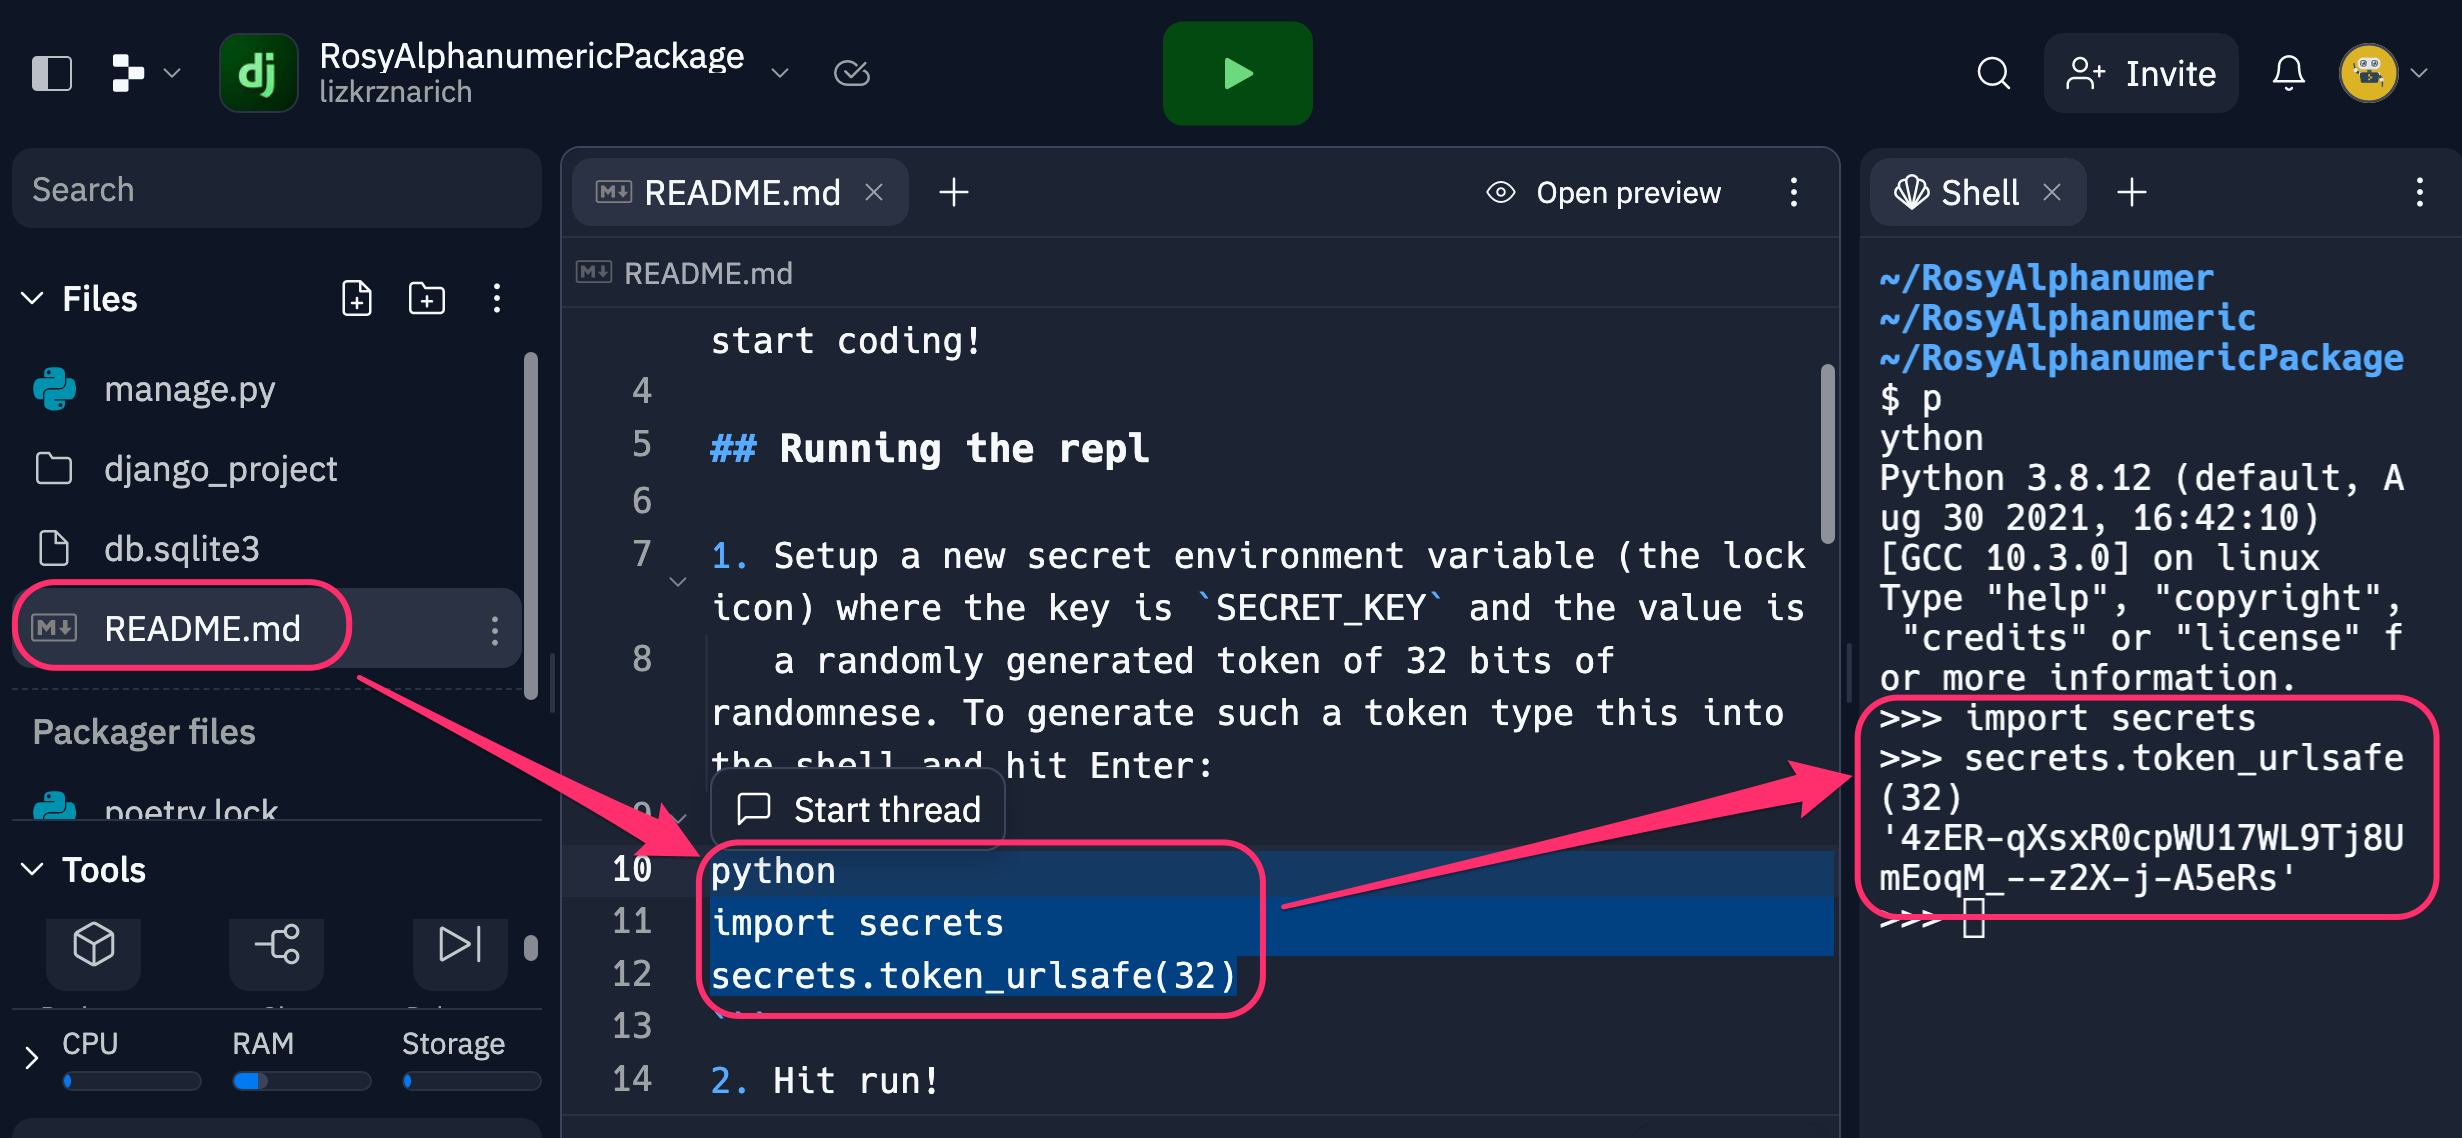 dj
RosyAlphanumericPackage
lizkrznarich
Invite
Search
Files
manage.py
django_project
db.sqlite3
M↓ README.md
Packager files
poetry.lock
Tools
CPU RAM Storage
M↓ README.md
Open preview
M↓ README.md
start coding!
4
5 ## Running the repl
6
7 1. Setup a new secret environment variable (the lock
icon) where the key is `SECRET_KEY` and the value is
8 a randomly generated token of 32 bits of
randomnese. To generate such a token type this into
the shell and hit Enter:
9
Start thread
10 python
11 import secrets
12 secrets.token_urlsafe(32)
13 ```
14 2. Hit run!
Shell
~/RosyAlphanumer
~/RosyAlphanumeric
~/RosyAlphanumericPackage
$ p
ython
Python 3.8.12 (default, A
ug 30 2021, 16:42:10)
[GCC 10.3.0] on linux
Type "help", "copyright",
"credits" or "license" f
or more information.
>>> import secrets
>>> secrets.token_urlsafe
(32)
'4zER-qXsxR0cpWU17WL9Tj8U
mEoqM_--z2X-j-A5eRs'
>>>